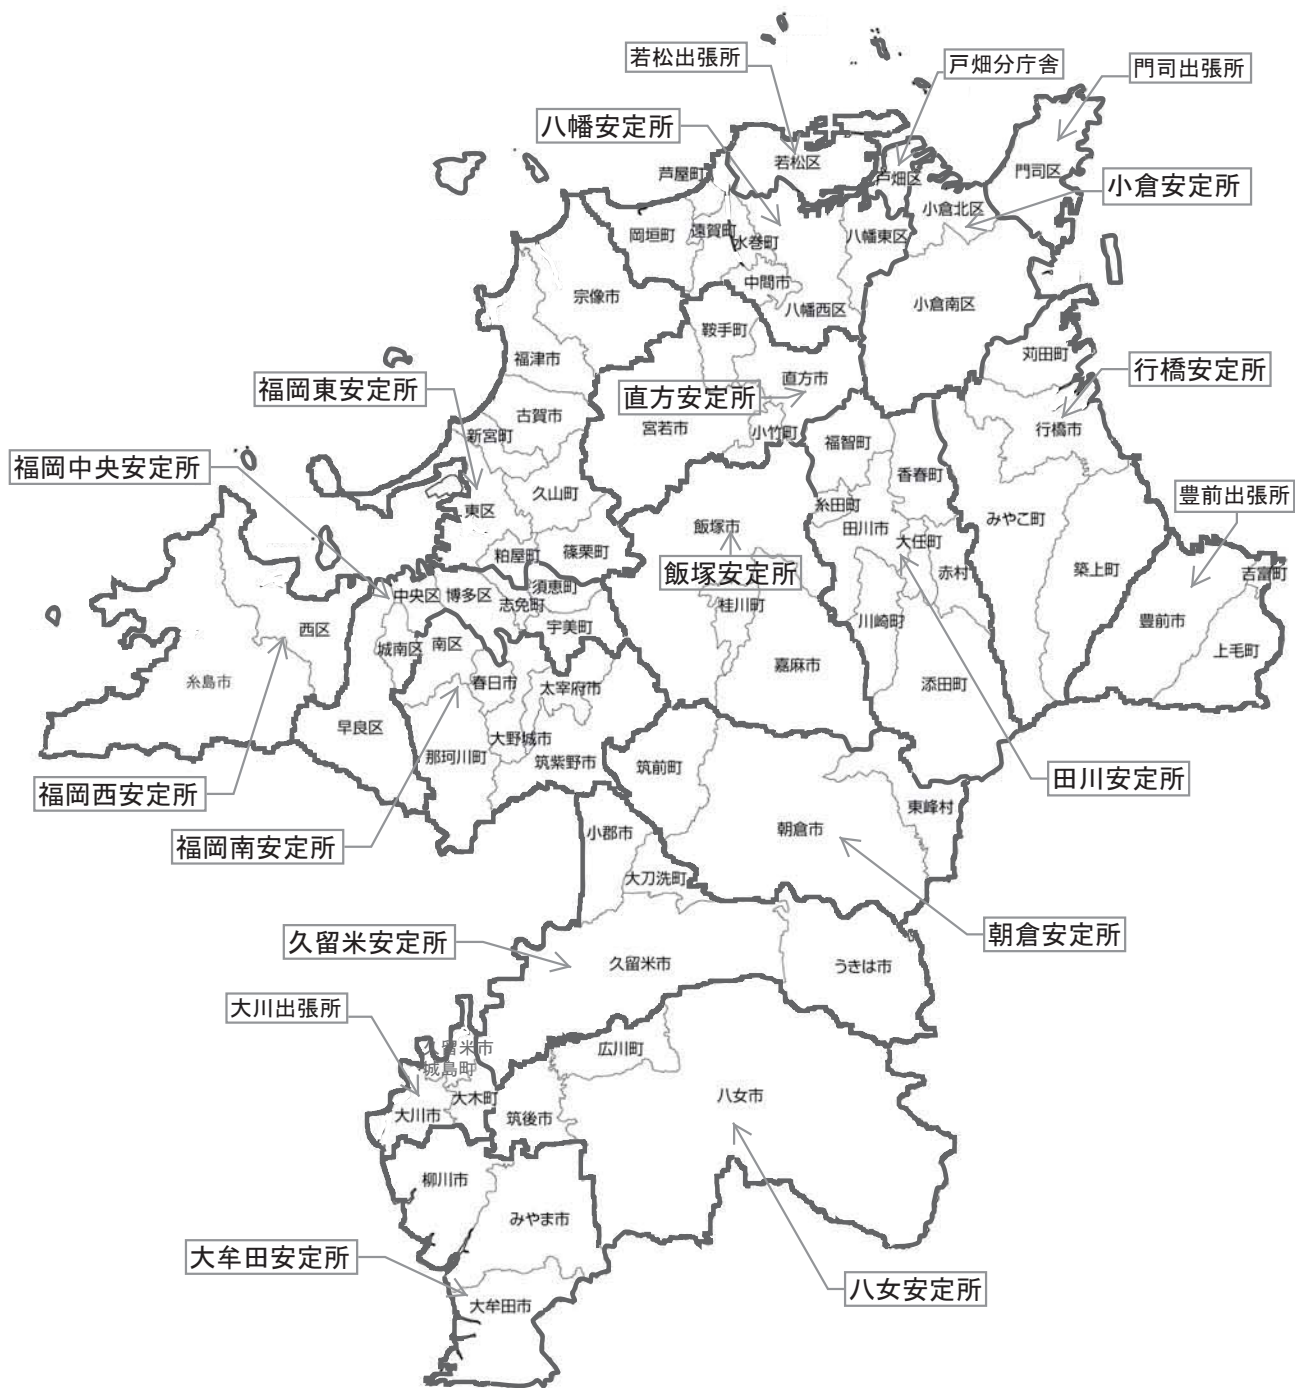 若松出張所
戸畑分庁舎
門司出張所
八幡安定所
若松区
芦屋町
戸畑区
門司区
小倉安定所
小倉北区
岡垣町
遠賀町
水巻町
八幡東区
中間市
宗像市
八幡西区
小倉南区
鞍手町
福津市
苅田町
福岡東安定所
直方市
行橋安定所
直方安定所
古賀市
新宮町
宮若市
小竹町
福智町
行橋市
福岡中央安定所
香春町
久山町
豊前出張所
東区
糸田町
飯塚市
田川市
みやこ町
大任町
粕屋町
篠栗町
飯塚安定所
赤村
築上町
吉富町
須恵町
中央区
博多区
志免町
桂川町
宇美町
川崎町
豊前市
西区
城南区
南区
上毛町
嘉麻市
糸島市
春日市
太宰府市
添田町
早良区
大野城市
那珂川町
筑紫野市
筑前町
田川安定所
福岡西安定所
東峰村
福岡南安定所
小郡市
朝倉市
大刀洗町
久留米安定所
朝倉安定所
久留米市
うきは市
大川出張所
久留米市
城島町
広川町
大木町
八女市
大川市
筑後市
柳川市
みやま市
大牟田安定所
八女安定所
大牟田市